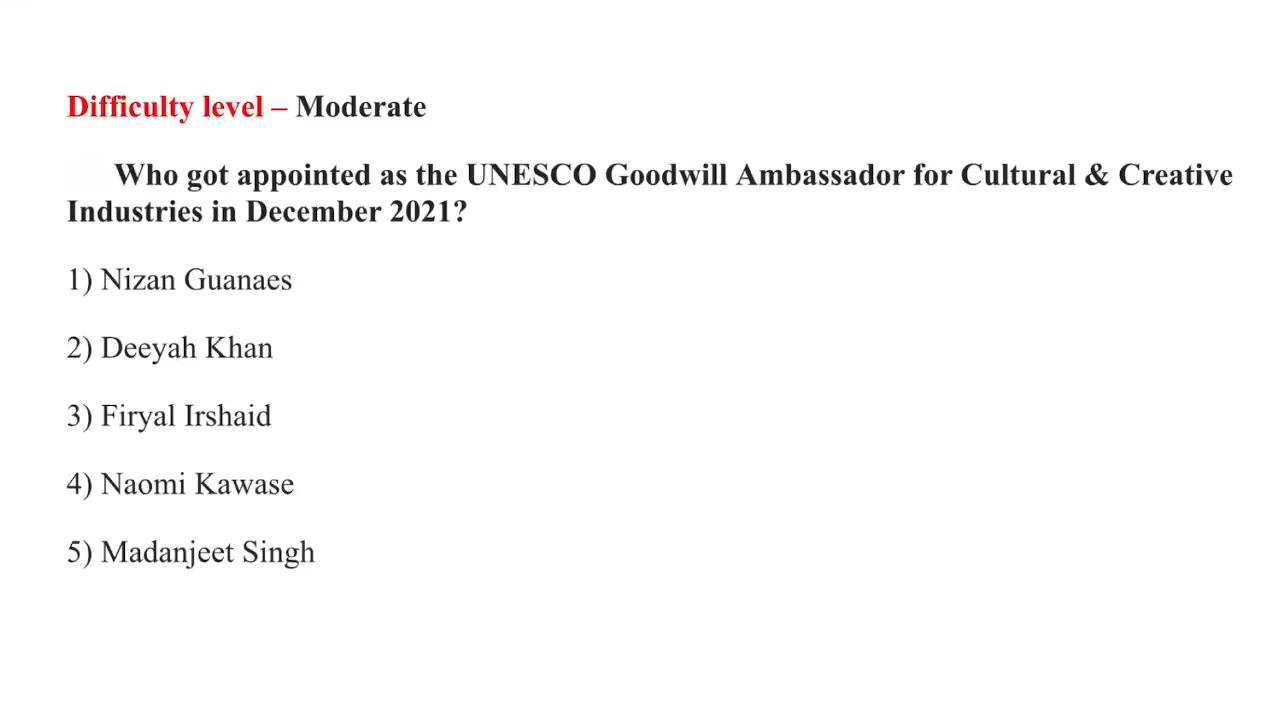 Difficulty level – Moderate
Who got appointed as the UNESCO Goodwill Ambassador for Cultural & Creative
Industries in December 2021?
1) Nizan Guanaes
2) Deeyah Khan
3) Firyal Irshaid
4) Naomi Kawase
5) Madanjeet Singh